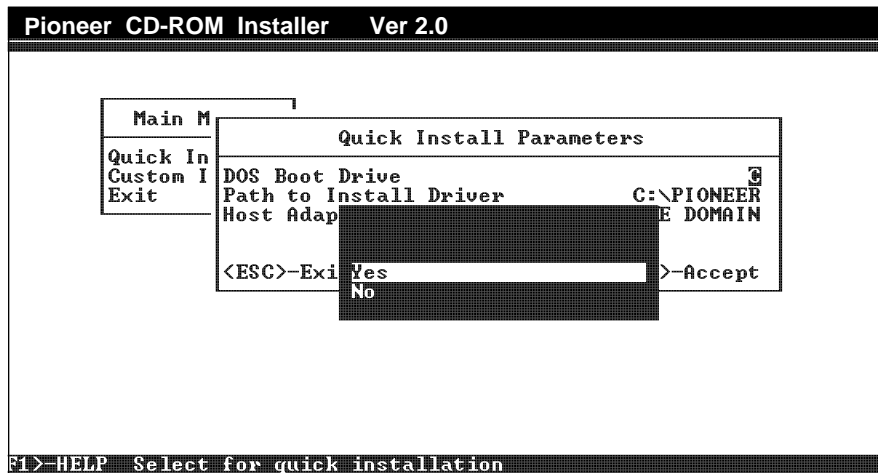 Pioneer CD-ROM Installer Ver 2.0
Main M
Quick In
Custom I
Exit
Quick Install Parameters
DOS Boot Drive C
Path to Install Driver C:\PIONEER
Host Adap E DOMAIN
<ESC>-Exi >-Accept
Yes
No
F1>-HELP Select for quick installation